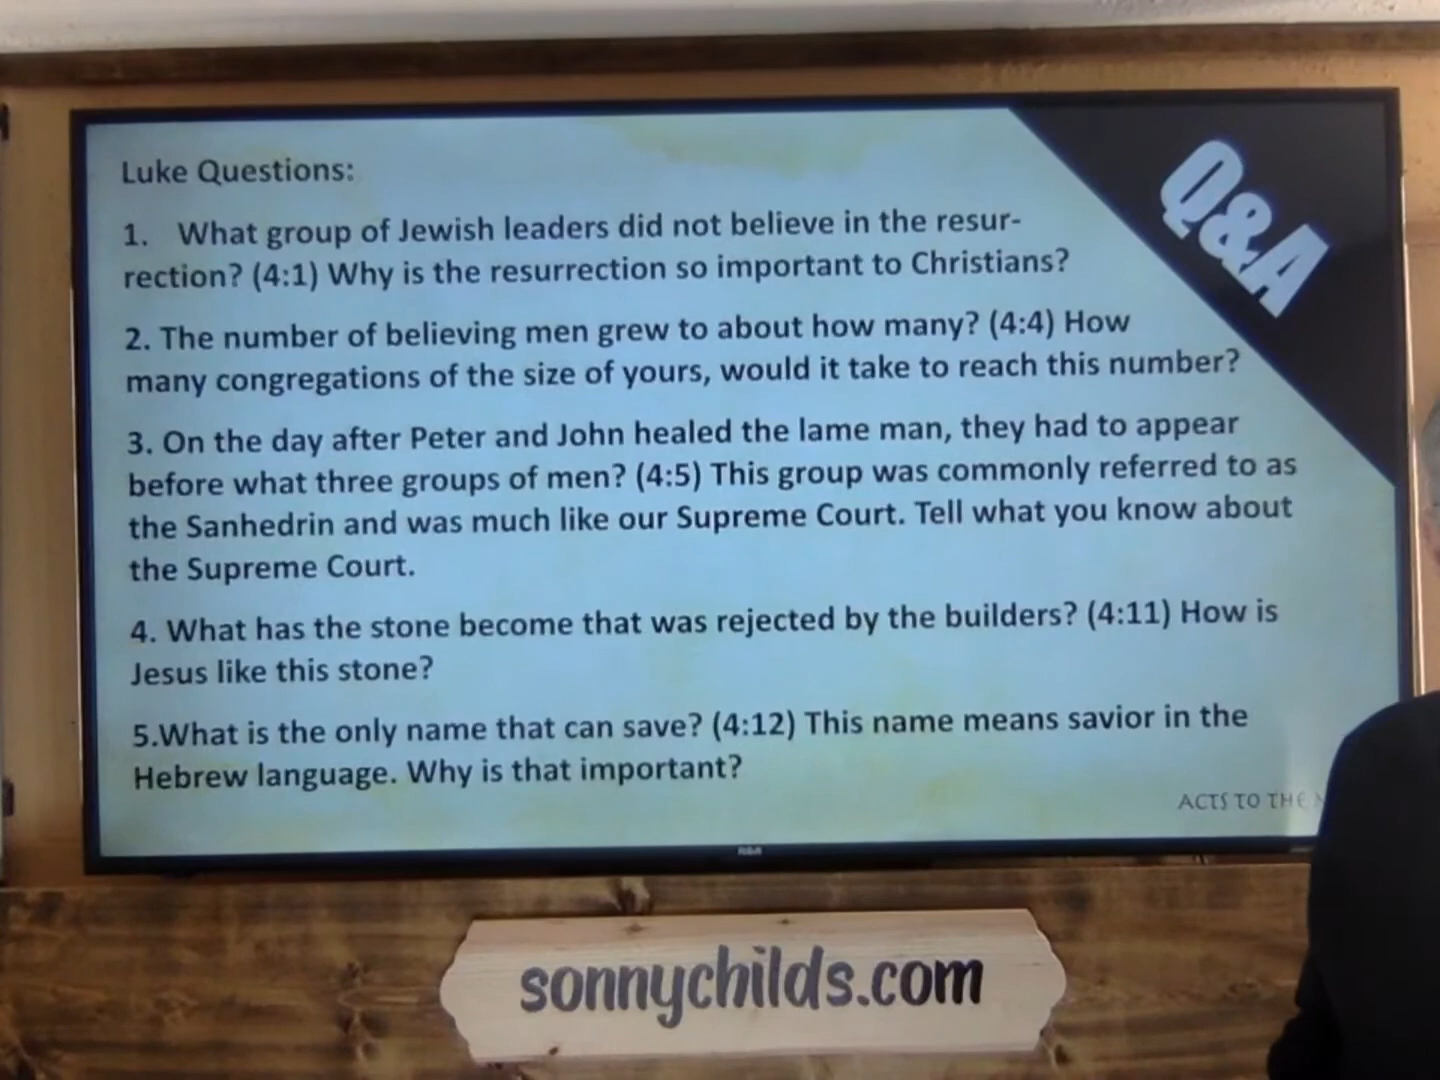 Luke Questions:
1. What group of Jewish leaders did not believe in the resur-
rection? (4:1) Why is the resurrection so important to Christians?
2. The number of believing men grew to about how many? (4:4) How
many congregations of the size of yours, would it take to reach this number?
3. On the day after Peter and John healed the lame man, they had to appear
before what three groups of men? (4:5) This group was commonly referred to as
the Sanhedrin and was much like our Supreme Court. Tell what you know about
the Supreme Court.
4. What has the stone become that was rejected by the builders? (4:11) How is
Jesus like this stone?
5.What is the only name that can save? (4:12) This name means savior in the
Hebrew language. Why is that important?
Q&A
ACTS TO THE
RCA
sonnychilds.com